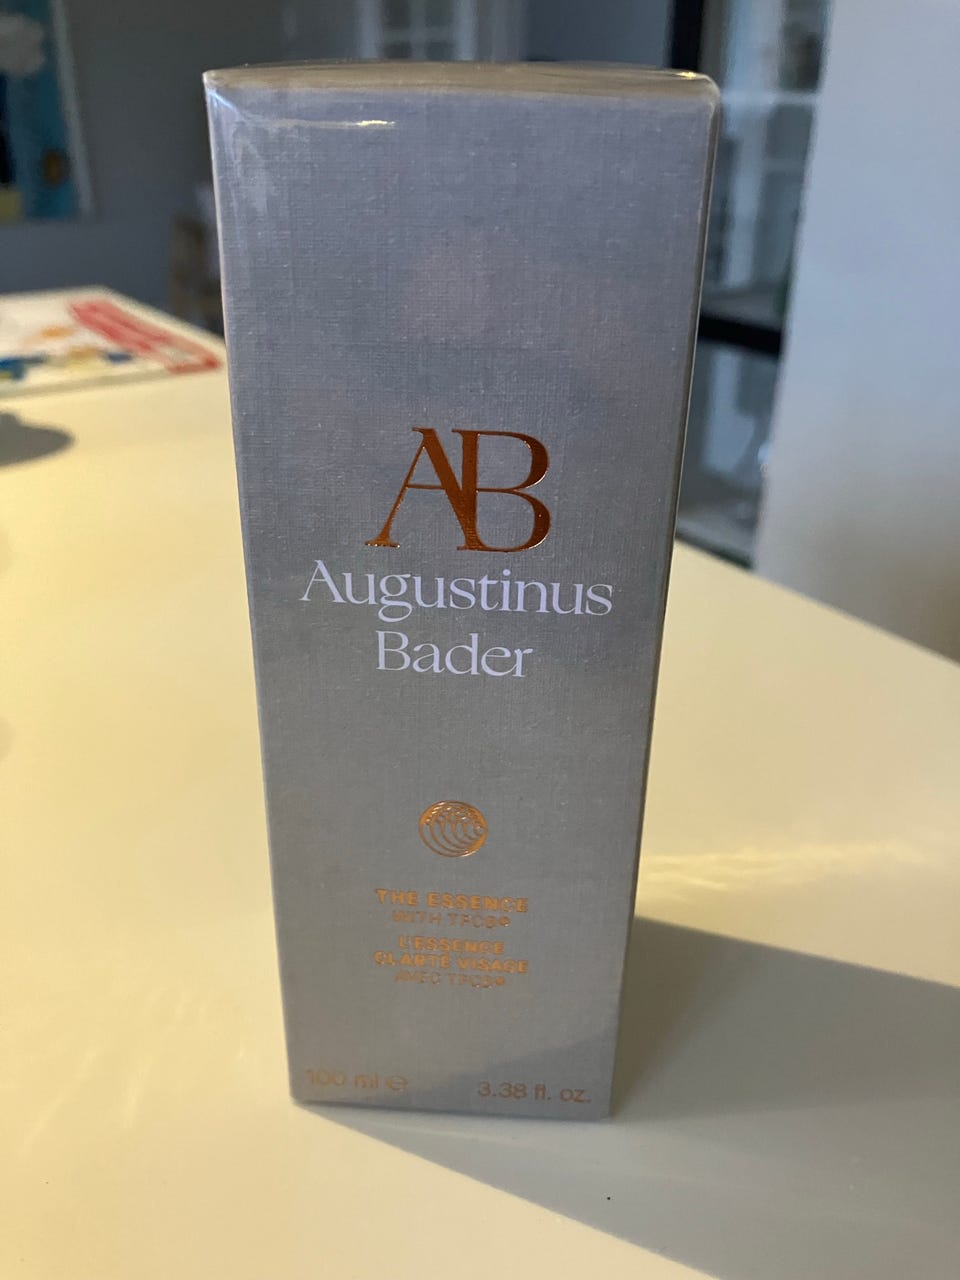 AB
Augustinus
Bader
THE ESSENCE
WITH TFC8®
L'ESSENCE
CLARTÉ VISAGE
AVEC TFC8®
100 ml ℮ 3.38 fl. oz.